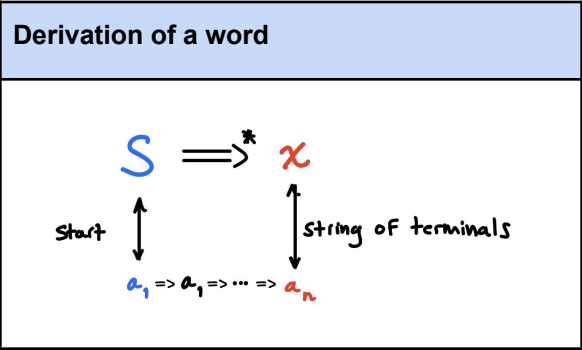 Derivation of a word
S ⟹* x
start string of terminals
a₁ => a₁ => ... => aₙ